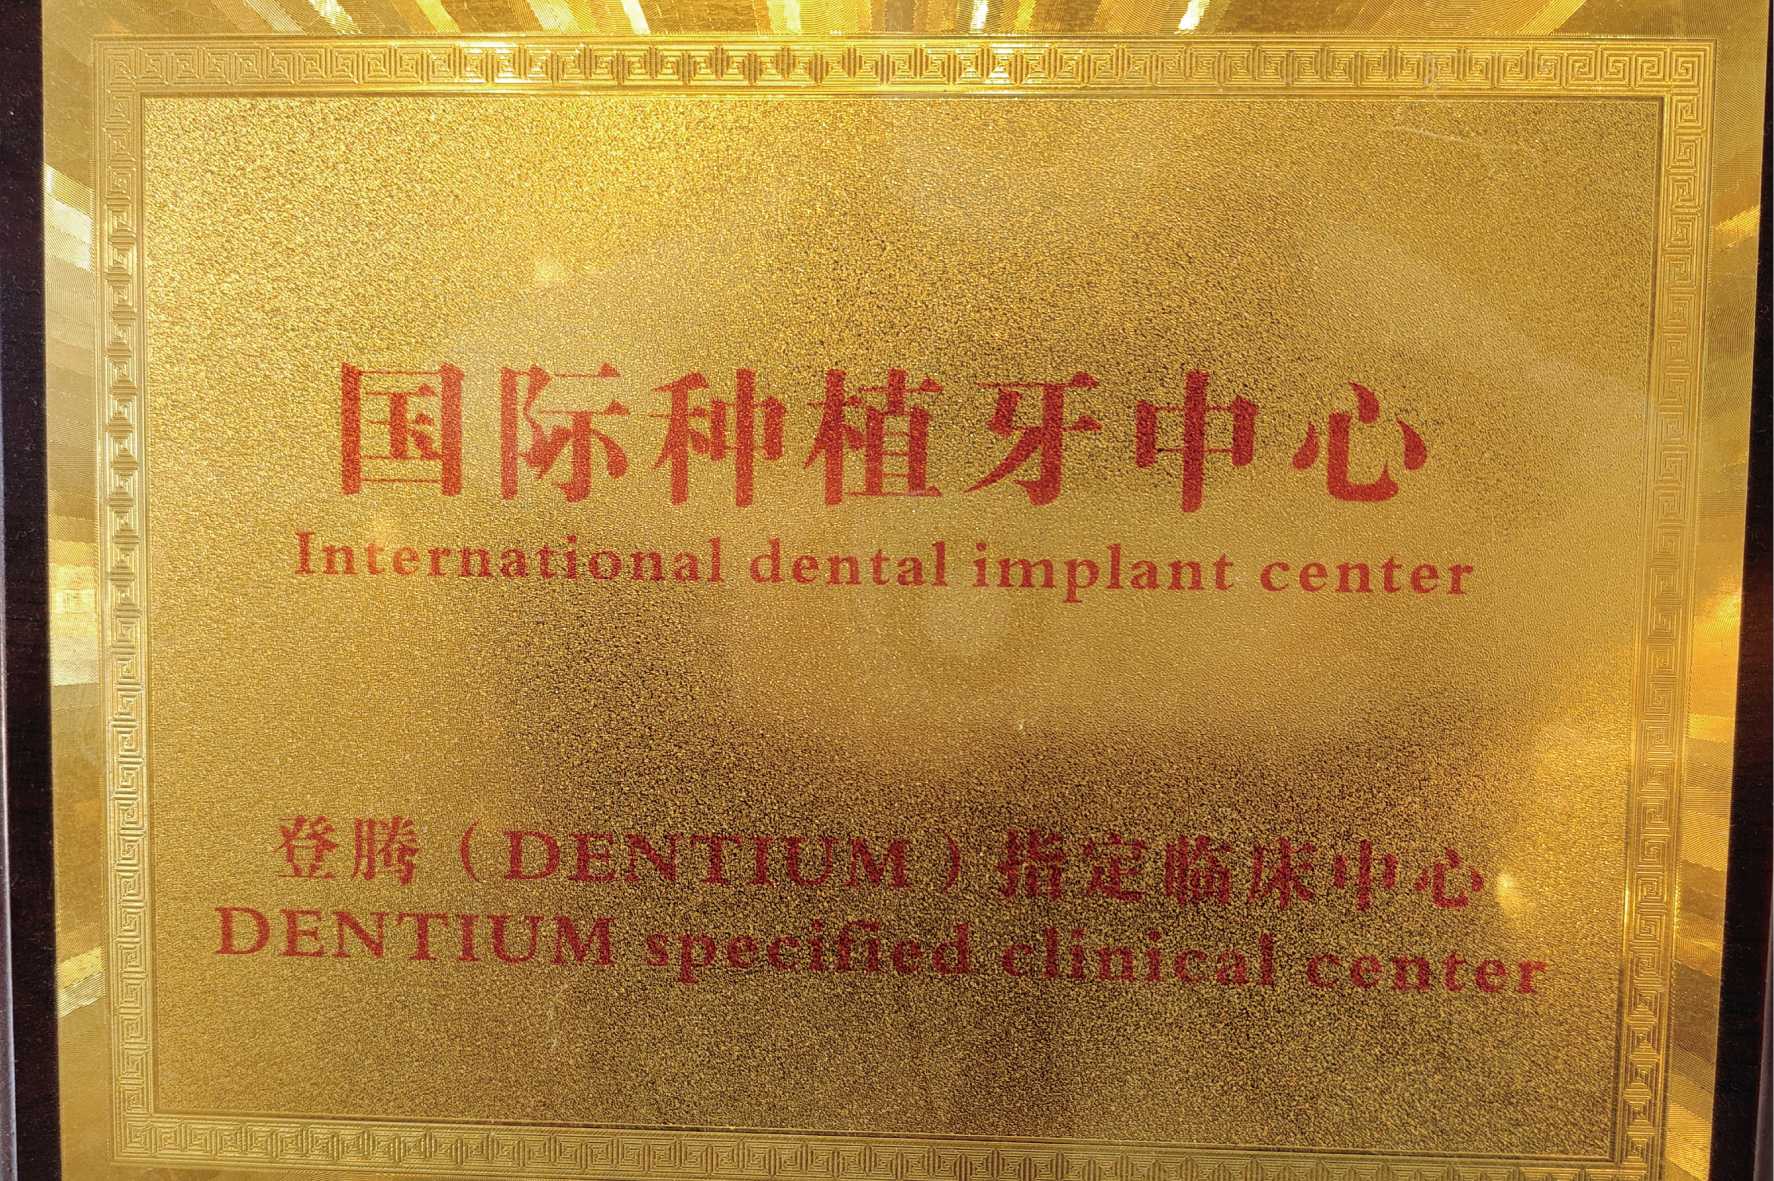 国际种植牙中心
International dental implant center
登腾（DENTIUM）指定临床中心
DENTIUM specified clinical center